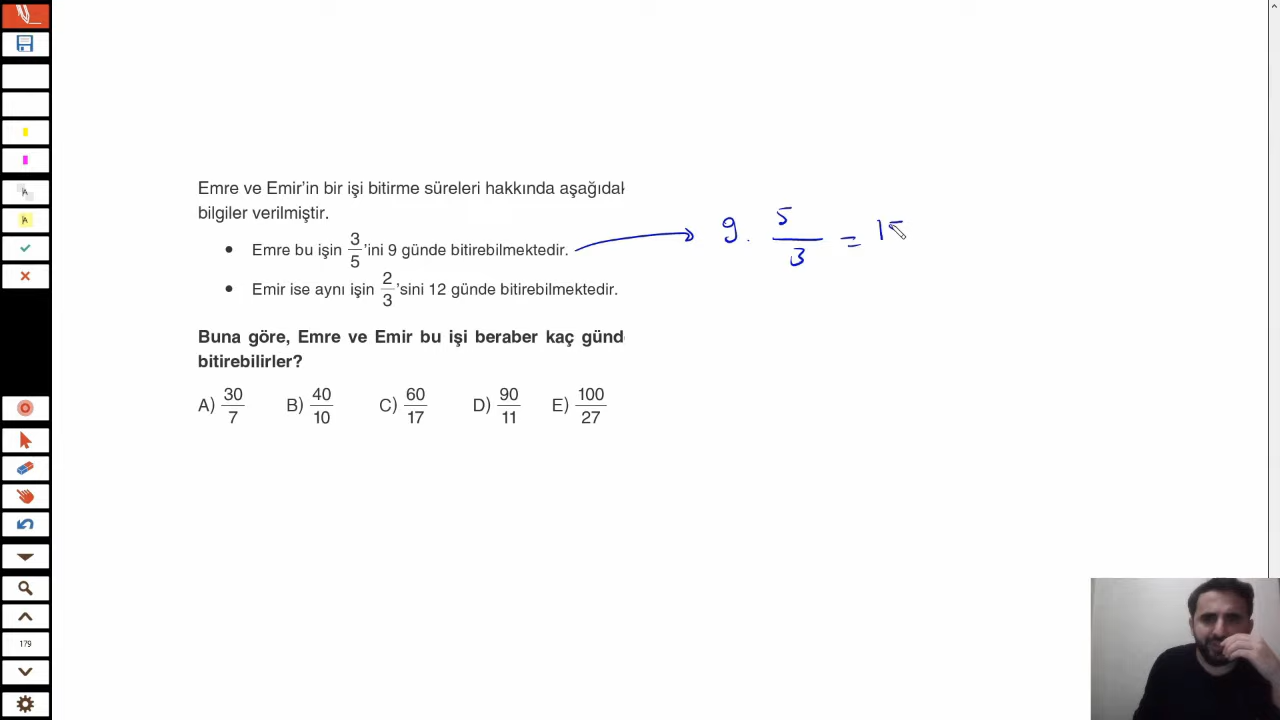 Emre ve Emir'in bir işi bitirme süreleri hakkında aşağıdak
bilgiler verilmiştir.
• Emre bu işin 3/5 'ini 9 günde bitirebilmektedir.
9 . 5/3 = 15
• Emir ise aynı işin 2/3 'sini 12 günde bitirebilmektedir.
Buna göre, Emre ve Emir bu işi beraber kaç günd
bitirebilirler?
A) 30/7 B) 40/10 C) 60/17 D) 90/11 E) 100/27
179